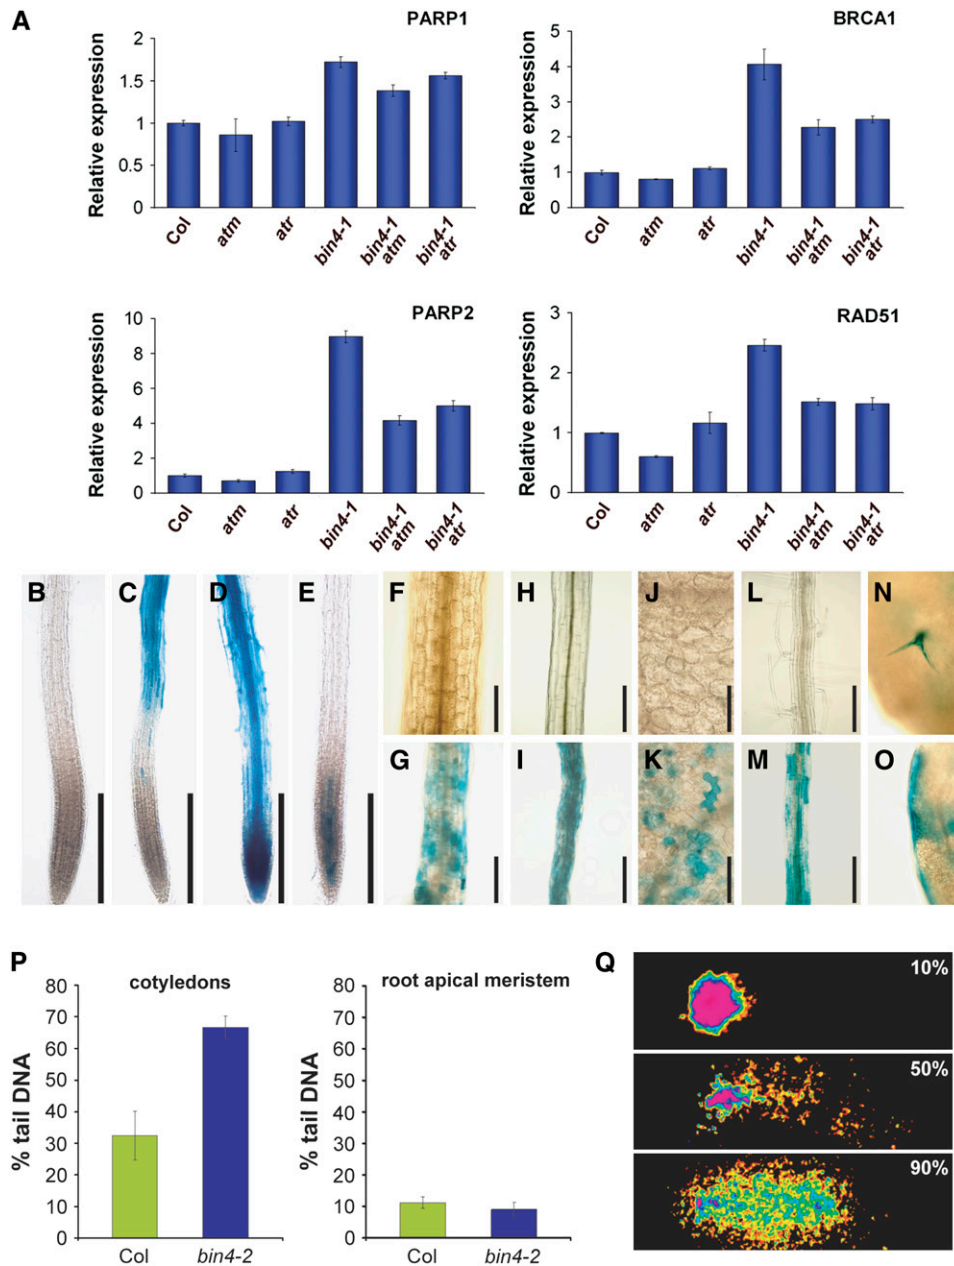 A
PARP1
Relative expression
2
1.5
1
0.5
0
Col
atm
atr
bin4-1
bin4-1
atm
bin4-1
atr
BRCA1
Relative expression
5
4
3
2
1
0
Col
atm
atr
bin4-1
bin4-1
atm
bin4-1
atr
PARP2
Relative expression
10
8
6
4
2
0
Col
atm
atr
bin4-1
bin4-1
atm
bin4-1
atr
RAD51
Relative expression
3
2
1
0
Col
atm
atr
bin4-1
bin4-1
atm
bin4-1
atr
B
C
D
E
F
H
J
L
N
G
I
K
M
O
P
cotyledons
% tail DNA
80
70
60
50
40
30
20
10
0
Col
bin4-2
root apical meristem
% tail DNA
80
70
60
50
40
30
20
10
0
Col
bin4-2
Q
10%
50%
90%